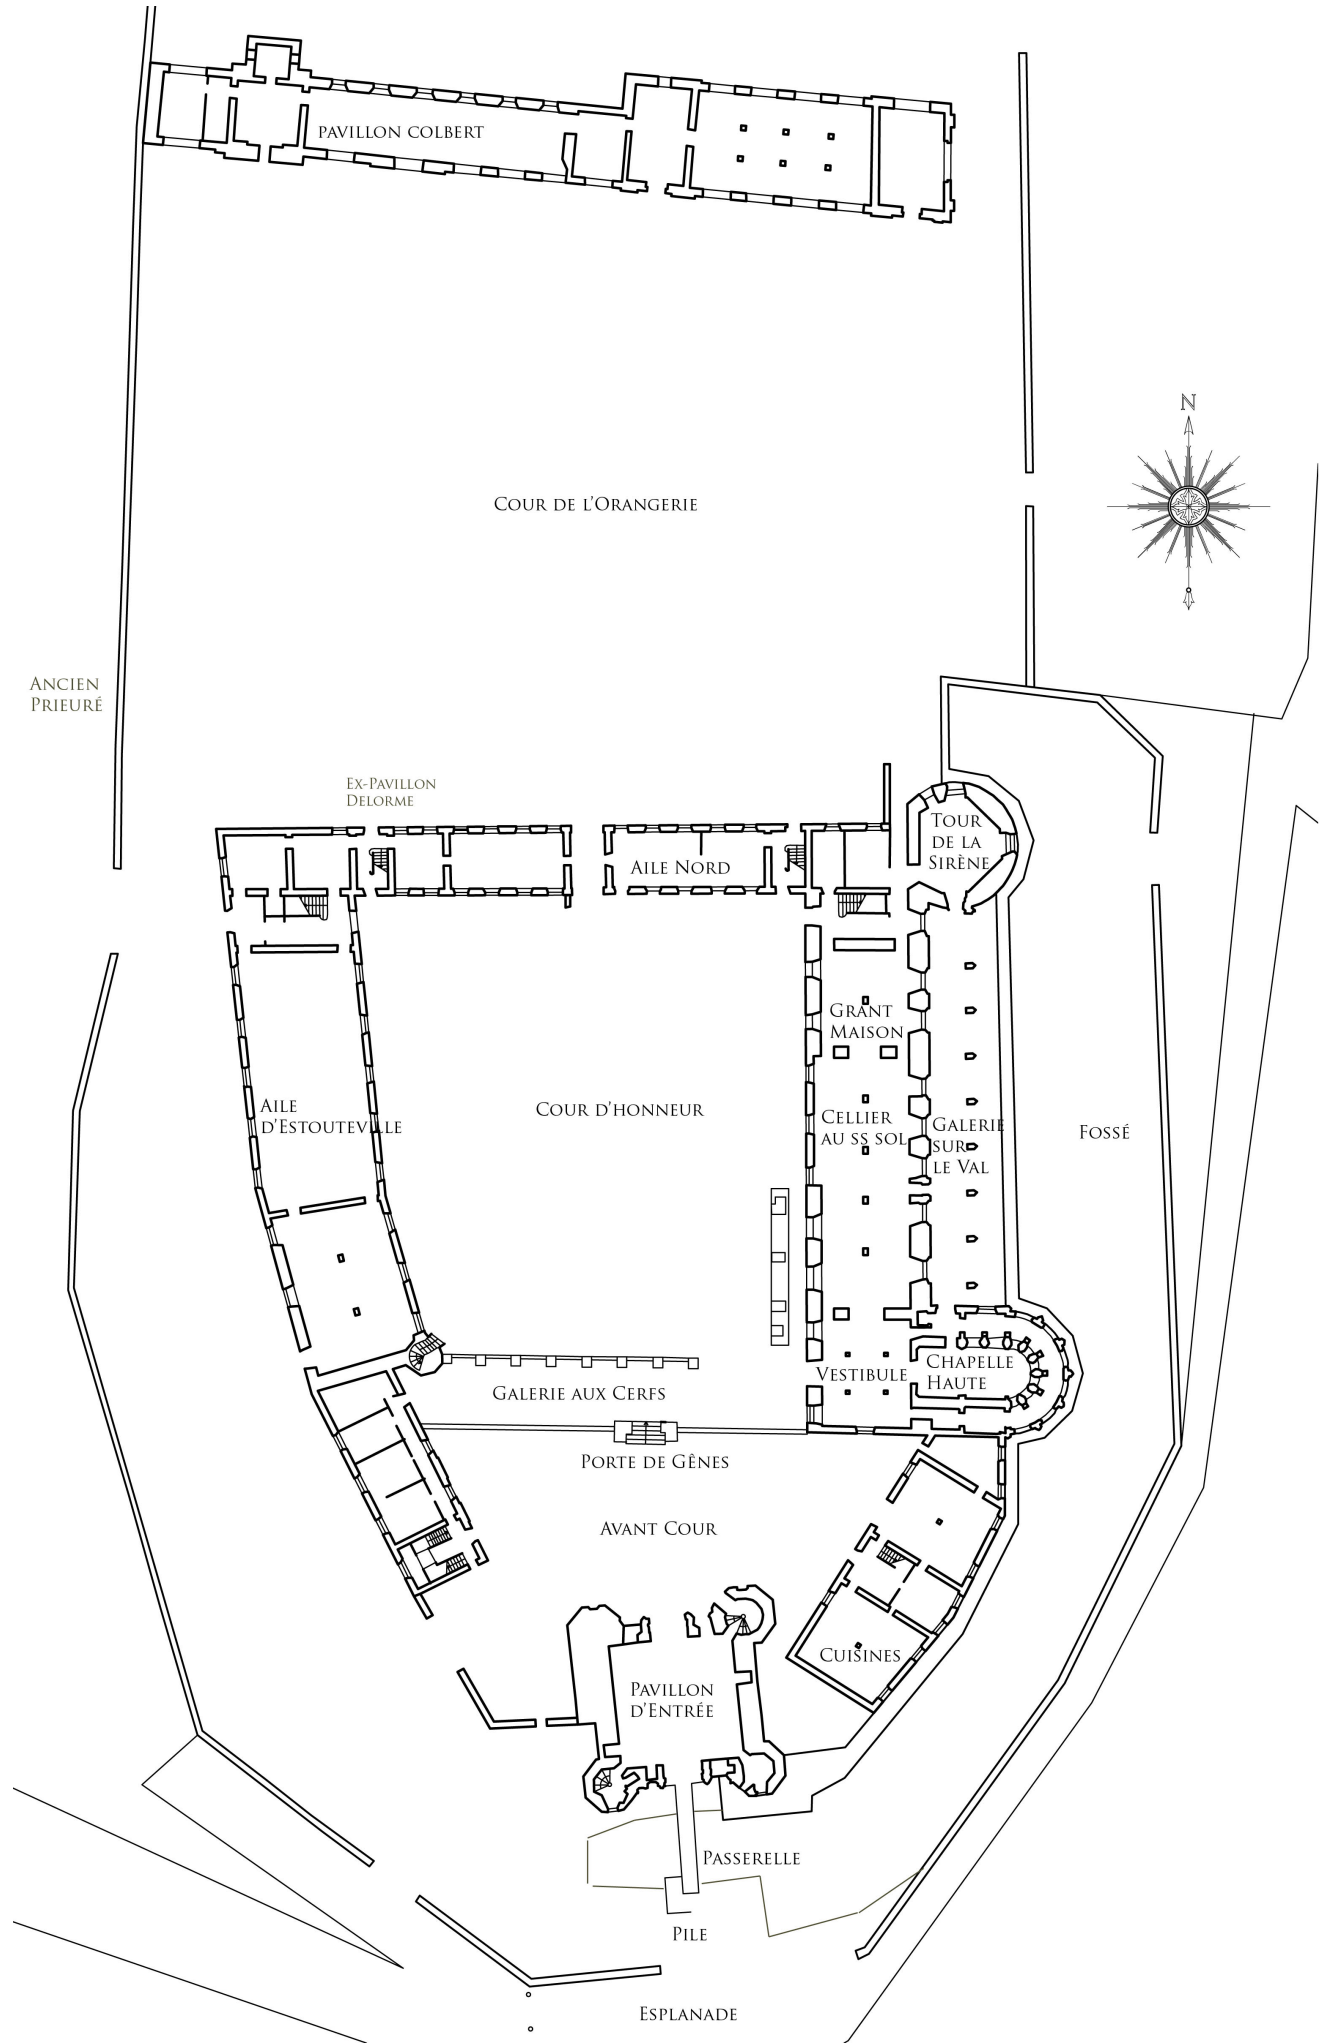 Pavillon Colbert
N
Cour de l'Orangerie
Ancien
Prieuré
Ex-Pavillon
Delorme
Tour
de la
Sirène
Aile Nord
Grant
Maison
Aile
d'Estouteville
Cour d'honneur
Cellier
au ss sol
Galerie
sur
le Val
Fossé
Vestibule
Chapelle
Haute
Galerie aux Cerfs
Porte de Gênes
Avant Cour
Cuisines
Pavillon
d'Entrée
Passerelle
Pile
Esplanade